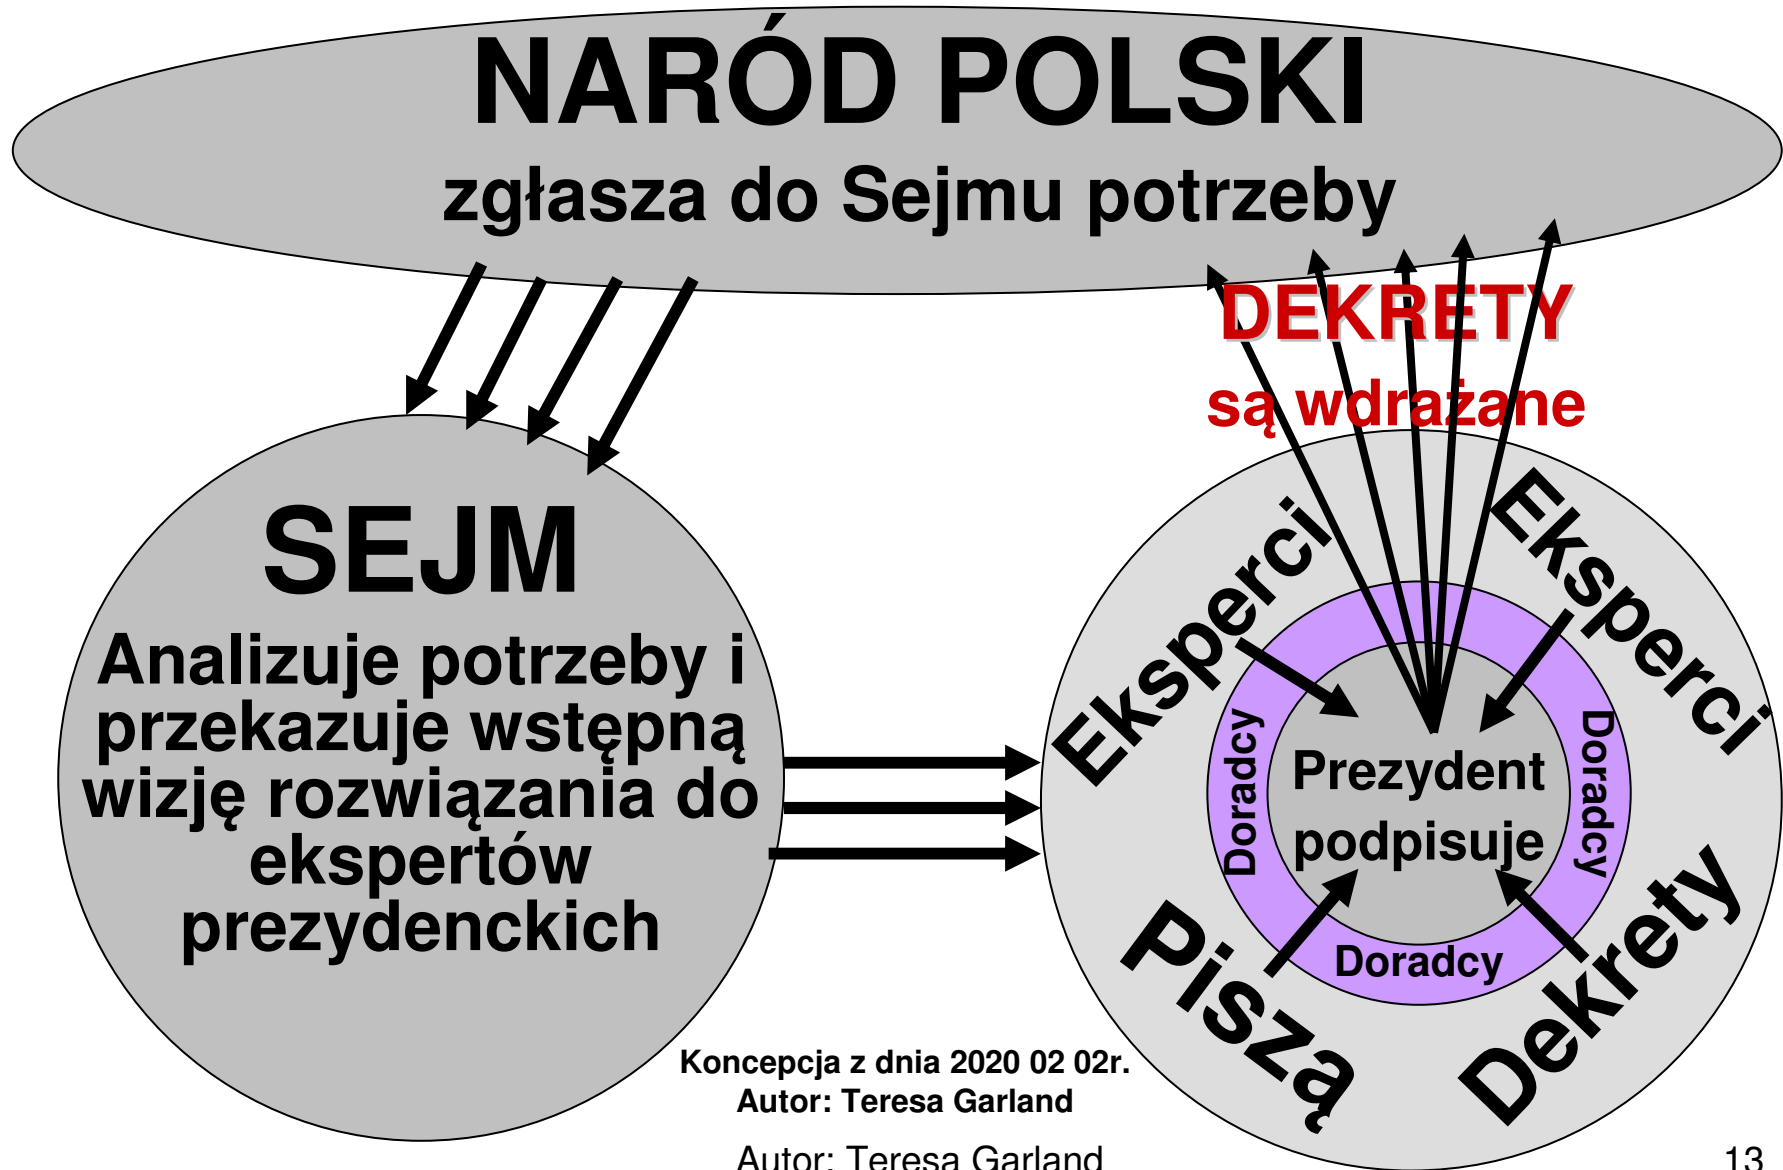 NARÓD POLSKI
zgłasza do Sejmu potrzeby
DEKRETY
są wdrażane
SEJM
Analizuje potrzeby i
przekazuje wstępną
wizję rozwiązania do
ekspertów
prezydenckich
Eksperci
Eksperci
Doradcy
Doradcy
Prezydent
podpisuje
Doradcy
Piszą
Dekrety
Koncepcja z dnia 2020 02 02r.
Autor: Teresa Garland
Autor: Teresa Garland
13